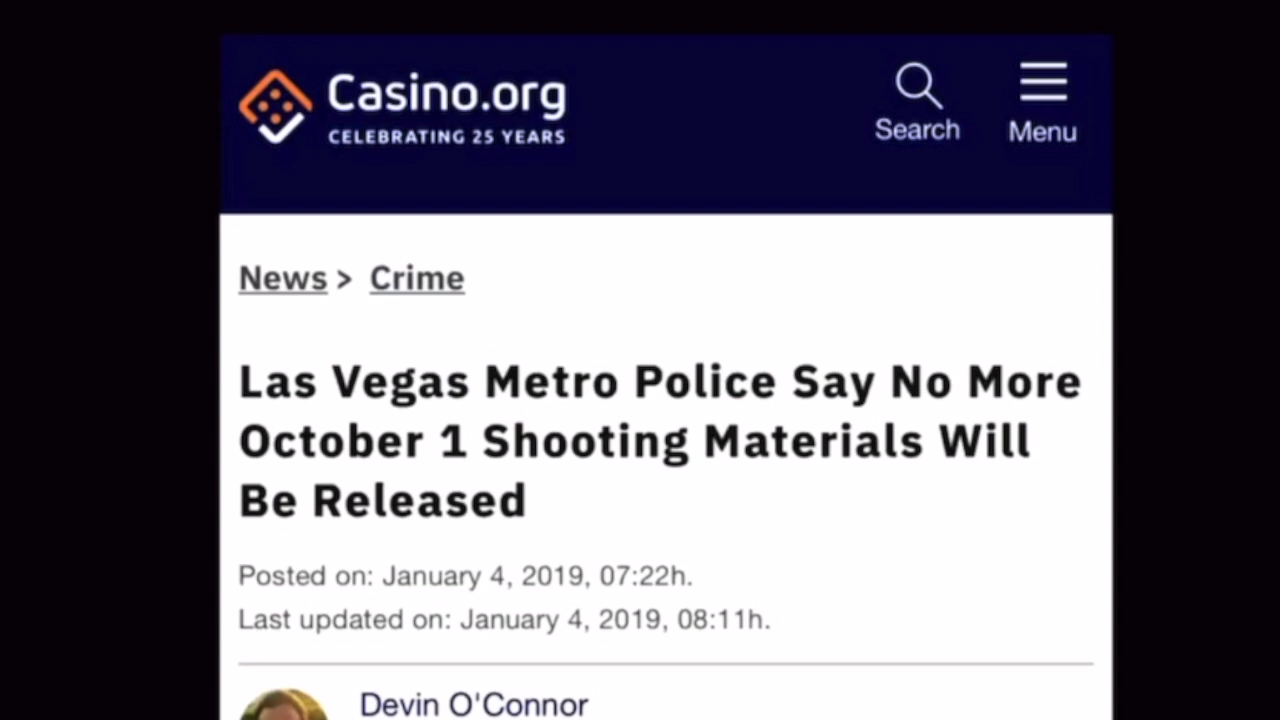 Casino.org
CELEBRATING 25 YEARS
Search
Menu
News > Crime
Las Vegas Metro Police Say No More
October 1 Shooting Materials Will
Be Released
Posted on: January 4, 2019, 07:22h.
Last updated on: January 4, 2019, 08:11h.
Devin O'Connor